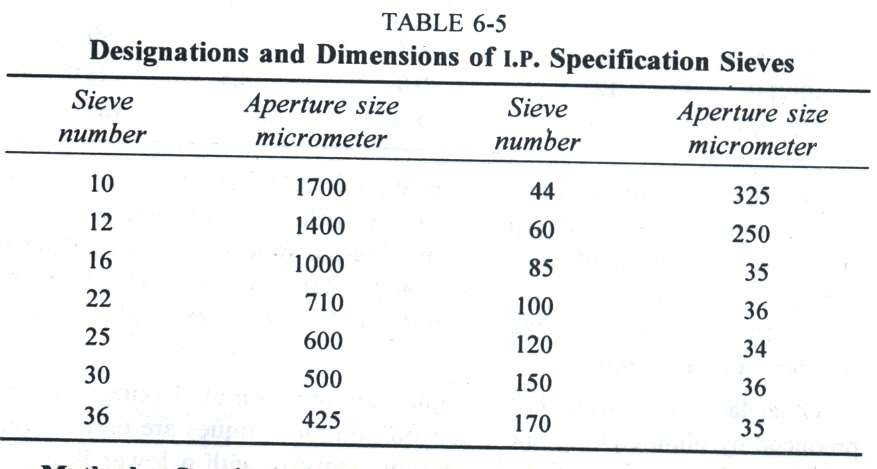 TABLE 6-5
Designations and Dimensions of I.P. Specification Sieves
Sieve number Aperture size micrometer Sieve number Aperture size micrometer
10 1700 44 325
12 1400 60 250
16 1000 85 35
22 710 100 36
25 600 120 34
30 500 150 36
36 425 170 35